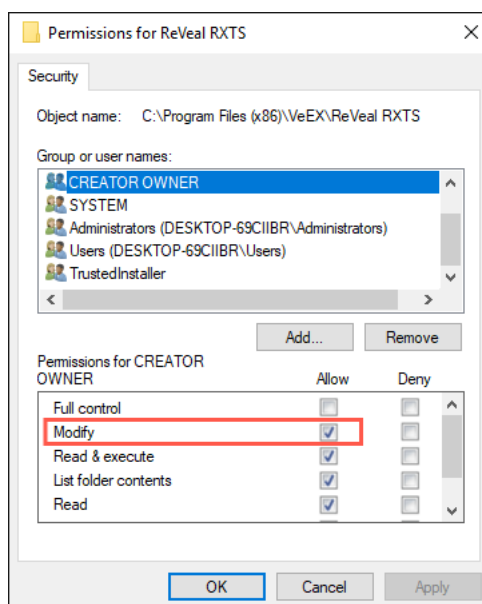 Permissions for ReVeal RXTS
Security
Object name: C:\Program Files (x86)\VeEX\ReVeal RXTS
Group or user names:
CREATOR OWNER
SYSTEM
Administrators (DESKTOP-69CIIBR\Administrators)
Users (DESKTOP-69CIIBR\Users)
TrustedInstaller
Add... Remove
Permissions for CREATOR
OWNER Allow Deny
Full control
Modify
Read & execute
List folder contents
Read
OK Cancel Apply